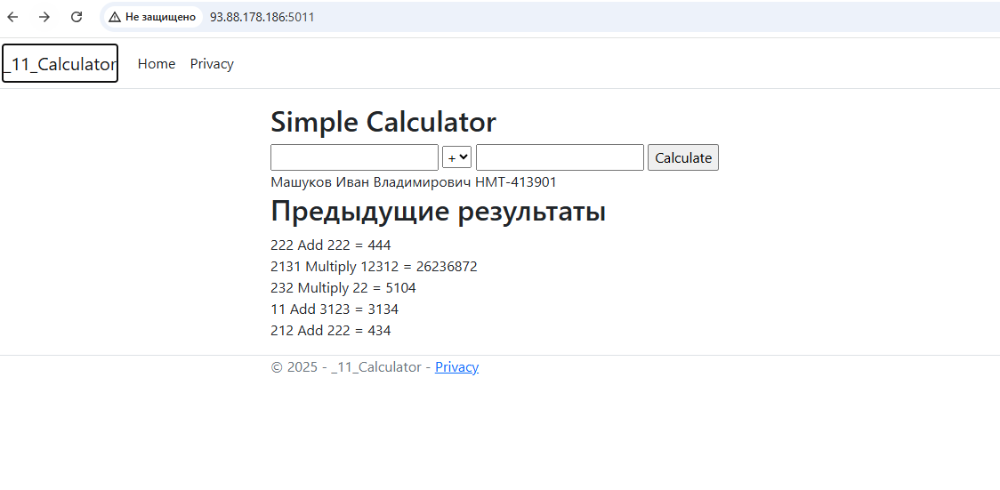 Не защищено 93.88.178.186:5011
_11_Calculator Home Privacy
Simple Calculator
+ Calculate
Машуков Иван Владимирович НМТ-413901
Предыдущие результаты
222 Add 222 = 444
2131 Multiply 12312 = 26236872
232 Multiply 22 = 5104
11 Add 3123 = 3134
212 Add 222 = 434
© 2025 - _11_Calculator - Privacy